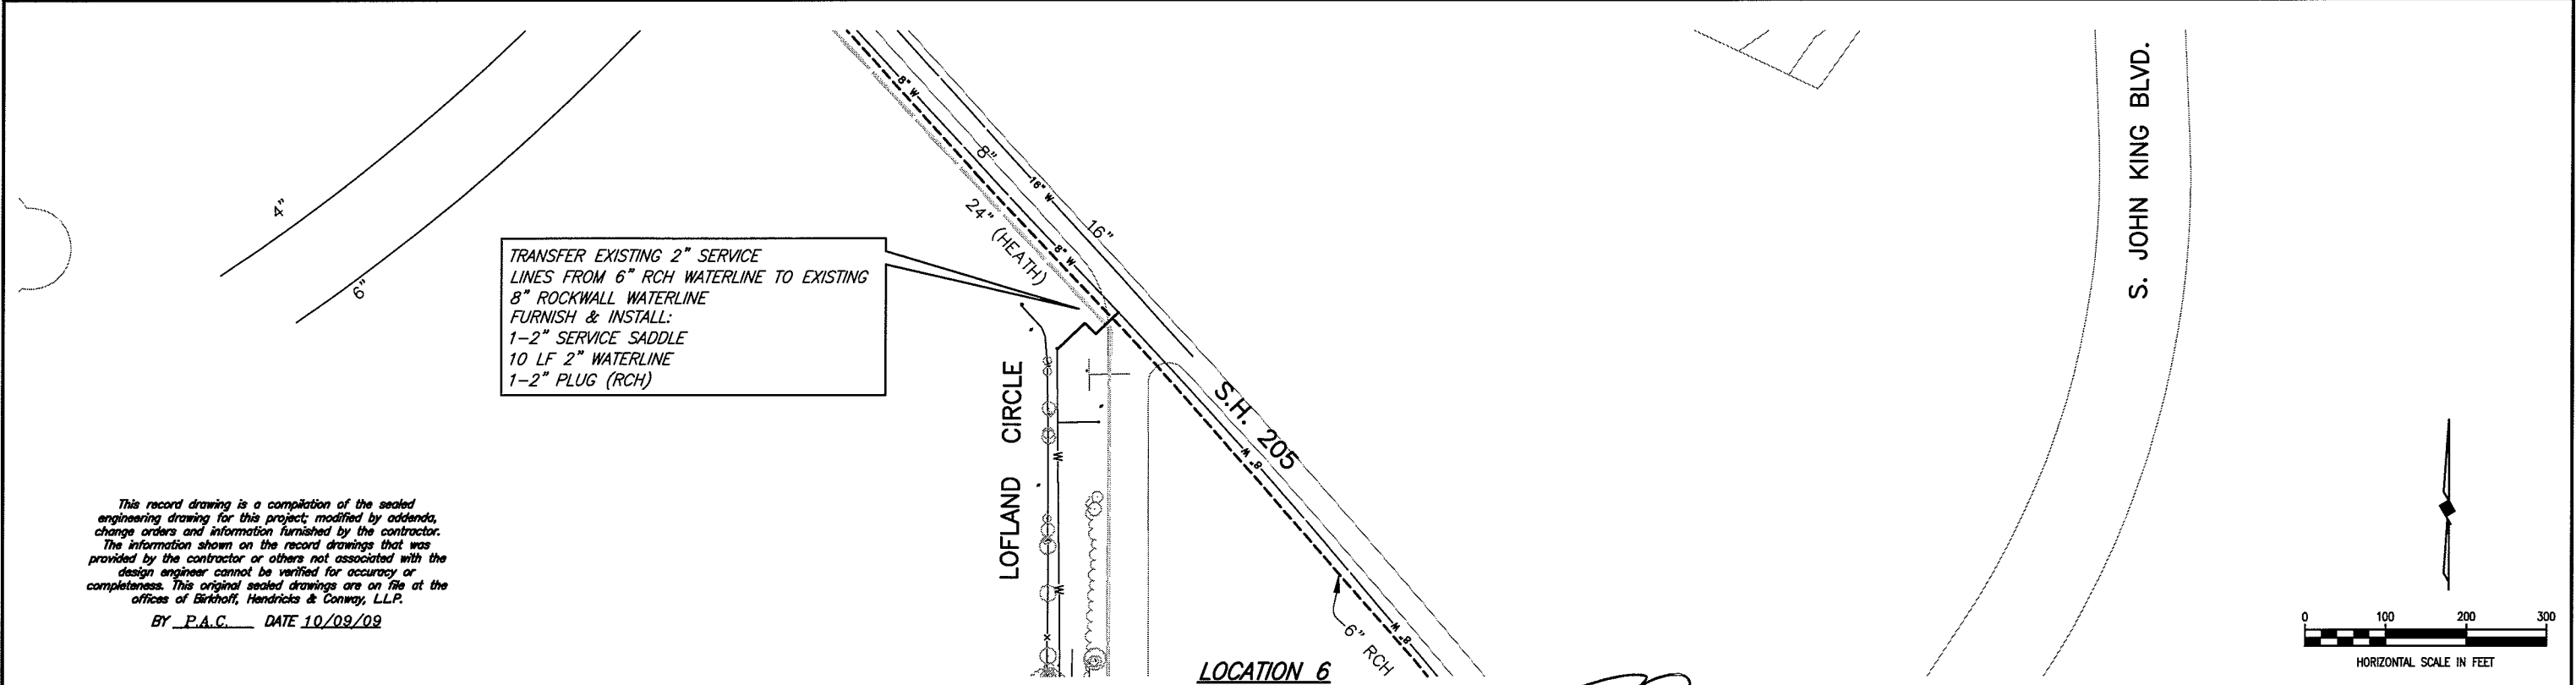 4"
6"
8" W
8"
16" W
16"
24"
(HEATH)
8" W
TRANSFER EXISTING 2" SERVICE
LINES FROM 6" RCH WATERLINE TO EXISTING
8" ROCKWALL WATERLINE
FURNISH & INSTALL:
1-2" SERVICE SADDLE
10 LF 2" WATERLINE
1-2" PLUG (RCH)
S. JOHN KING BLVD.
LOFLAND CIRCLE
S.H. 205
W
W
8" W
8" W
6" RCH
This record drawing is a compilation of the sealed
engineering drawing for this project; modified by addenda,
change orders and information furnished by the contractor.
The information shown on the record drawings that was
provided by the contractor or others not associated with the
design engineer cannot be verified for accuracy or
completeness. This original sealed drawings are on file at the
offices of Birkhoff, Hendricks & Conway, L.L.P.
BY P.A.C. DATE 10/09/09
LOCATION 6
0 100 200 300
HORIZONTAL SCALE IN FEET